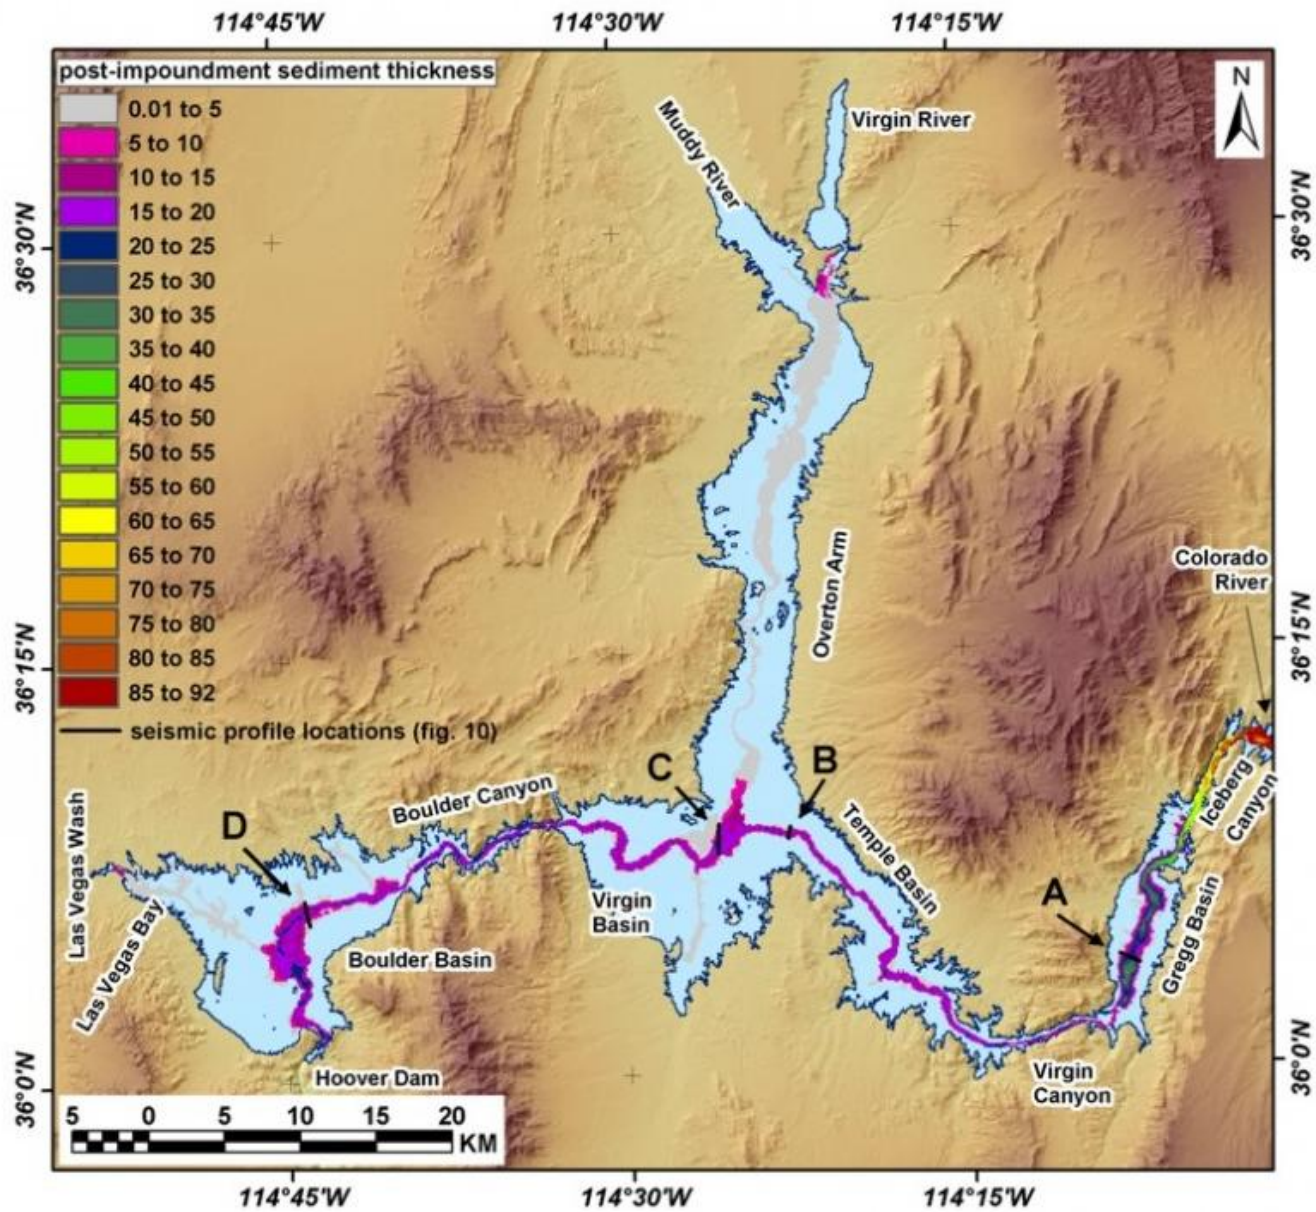 114°45'W
114°30'W
114°15'W
post-impoundment sediment thickness
0.01 to 5
5 to 10
10 to 15
15 to 20
20 to 25
25 to 30
30 to 35
35 to 40
40 to 45
45 to 50
50 to 55
55 to 60
60 to 65
65 to 70
70 to 75
75 to 80
80 to 85
85 to 92
seismic profile locations (fig. 10)
N
Muddy River
Virgin River
36°30'N
36°30'N
Overton Arm
Colorado
River
36°15'N
36°15'N
C
B
Boulder Canyon
Temple Basin
Iceberg
Canyon
Las Vegas Wash
D
Las Vegas Bay
Virgin
Basin
A
Gregg Basin
Boulder Basin
Hoover Dam
Virgin
Canyon
36°0'N
36°0'N
5 0 5 10 15 20
KM
114°45'W
114°30'W
114°15'W